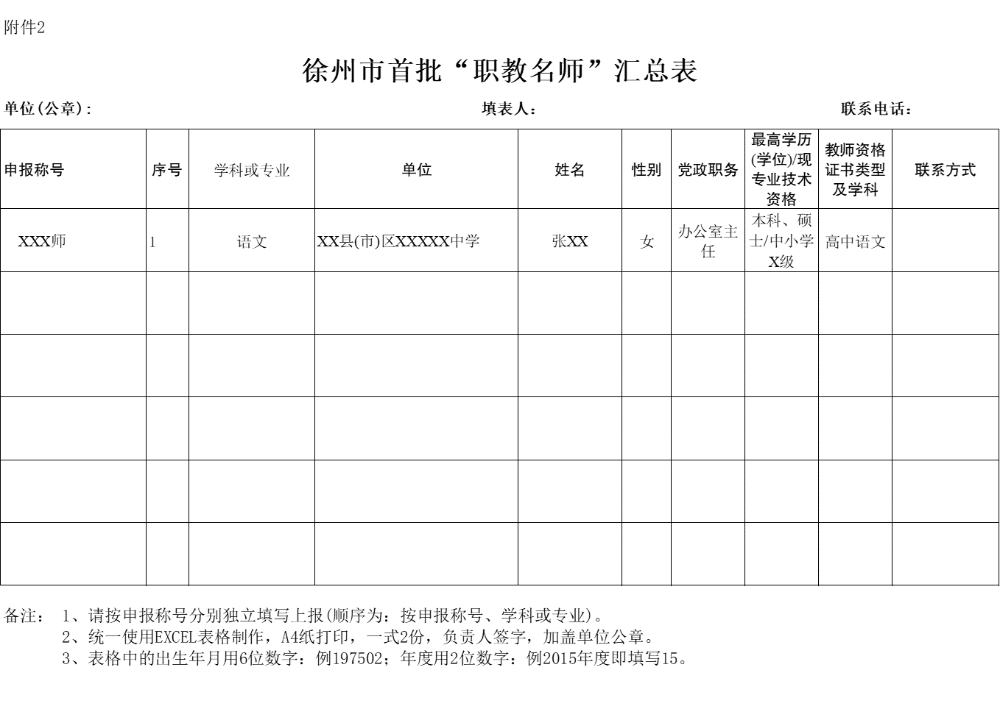 附件2
徐州市首批“职教名师”汇总表
单位(公章): 填表人: 联系电话:
申报称号 序号 学科或专业 单位 姓名 性别 党政职务 最高学历(学位)/现专业技术资格 教师资格证书类型及学科 联系方式
XXX师 1 语文 XX县(市)区XXXXX中学 张XX 女 办公室主任 本科、硕士/中小学X级 高中语文
备注： 1、请按申报称号分别独立填写上报(顺序为：按申报称号、学科或专业)。
2、统一使用EXCEL表格制作，A4纸打印，一式2份，负责人签字，加盖单位公章。
3、表格中的出生年月用6位数字：例197502；年度用2位数字：例2015年度即填写15。